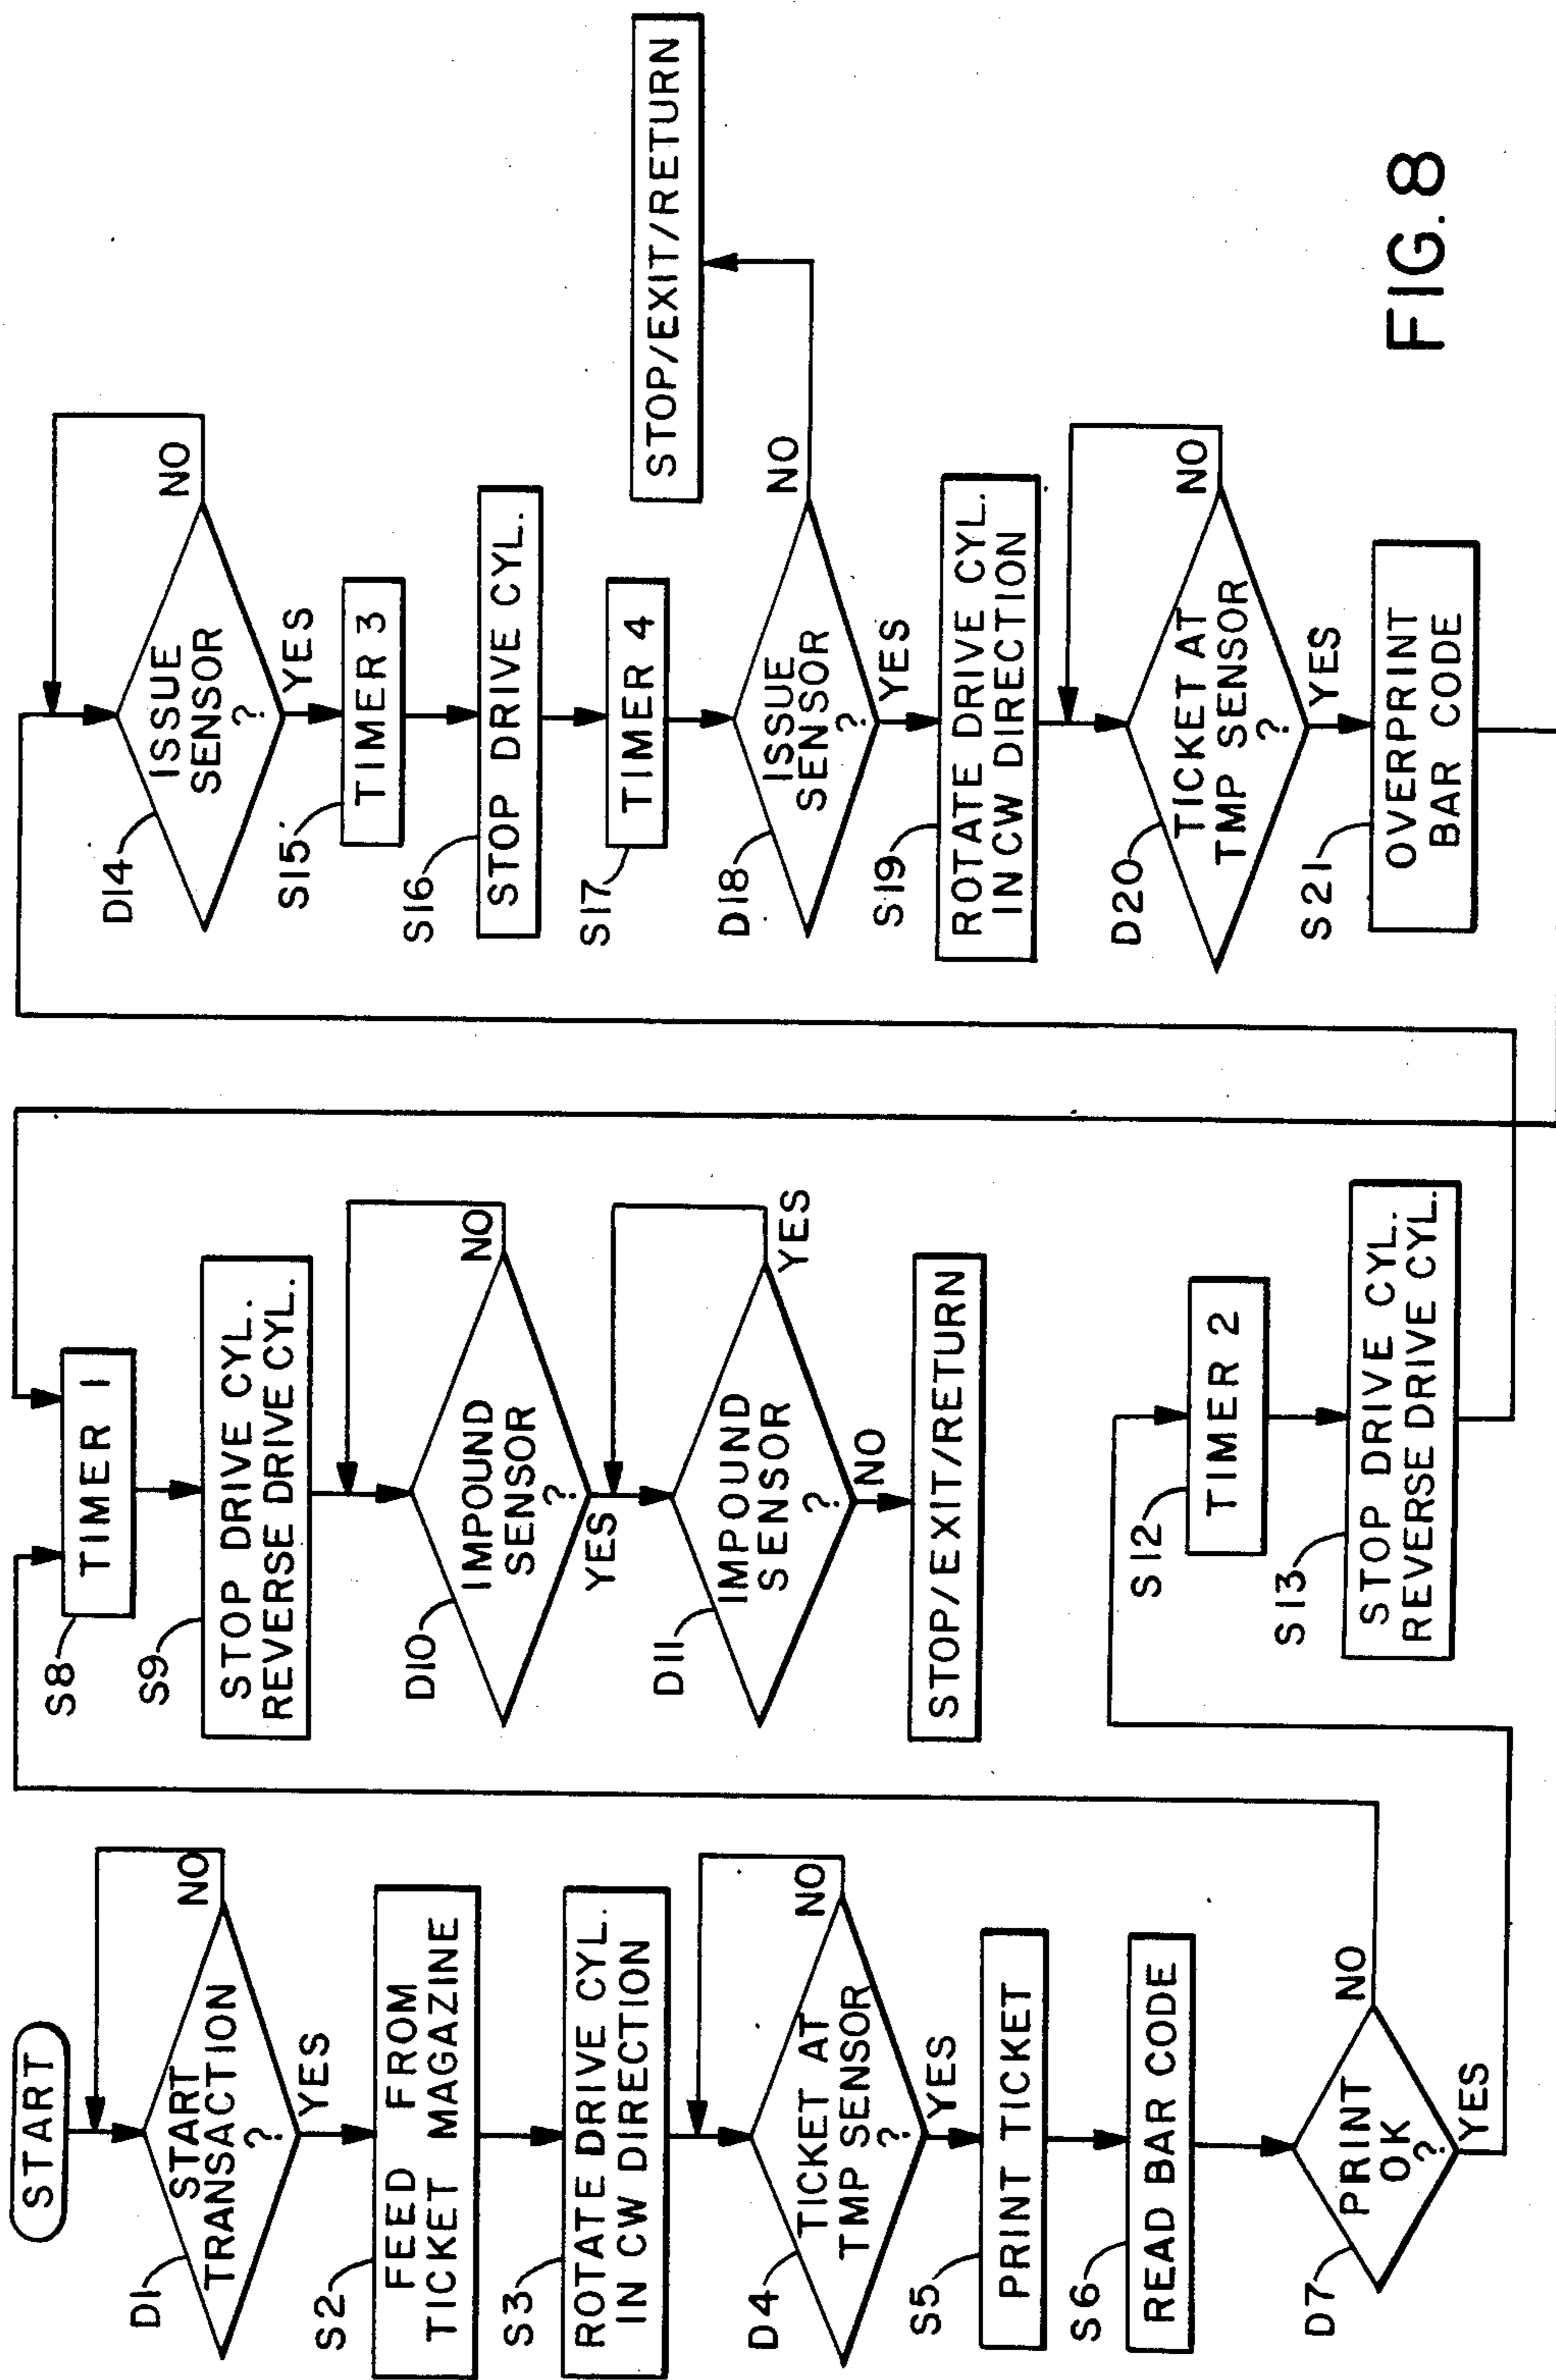 START
D1
START
TRANSACTION
?
NO
YES
S2
FEED FROM
TICKET MAGAZINE
S3
ROTATE DRIVE CYL.
IN CW DIRECTION
D4
TICKET AT
TMP SENSOR
?
NO
YES
S5
PRINT TICKET
S6
READ BAR CODE
D7
PRINT
OK
?
NO
YES
S8
TIMER 1
S9
STOP DRIVE CYL.
REVERSE DRIVE CYL.
D10
IMPOUND
SENSOR
?
NO
YES
D11
IMPOUND
SENSOR
?
YES
NO
STOP/EXIT/RETURN
S12
TIMER 2
S13
STOP DRIVE CYL.
REVERSE DRIVE CYL.
D14
ISSUE
SENSOR
?
NO
YES
S15
TIMER 3
S16
STOP DRIVE CYL.
S17
TIMER 4
D18
ISSUE
SENSOR
?
NO
STOP/EXIT/RETURN
YES
S19
ROTATE DRIVE CYL.
IN CW DIRECTION
D20
TICKET AT
TMP SENSOR
?
NO
YES
S21
OVERPRINT
BAR CODE
FIG. 8